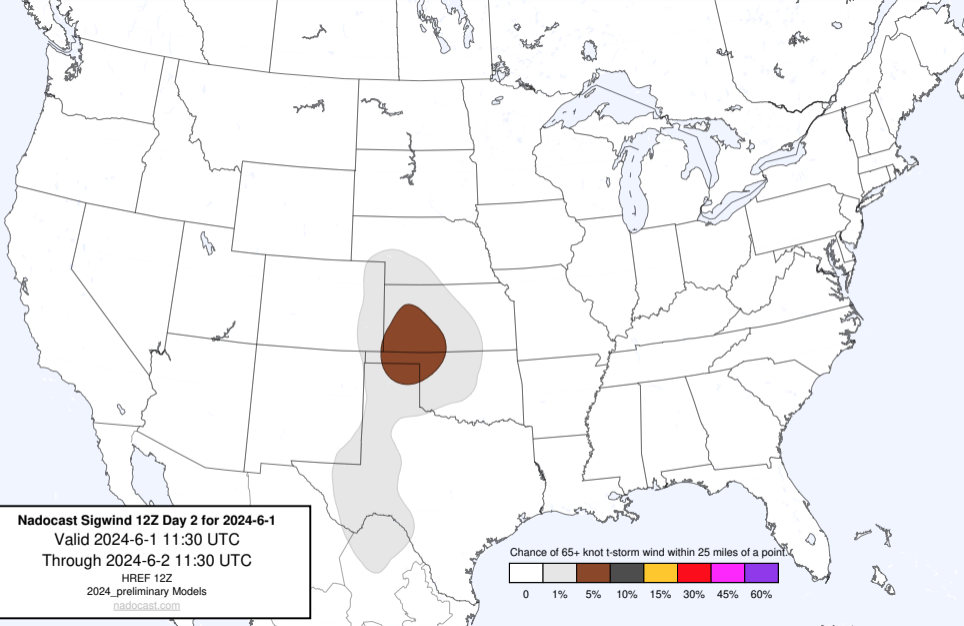 Nadocast Sigwind 12Z Day 2 for 2024-6-1
Valid 2024-6-1 11:30 UTC
Through 2024-6-2 11:30 UTC
HREF 12Z
2024_preliminary Models
nadocast.com
Chance of 65+ knot t-storm wind within 25 miles of a point.
0 1% 5% 10% 15% 30% 45% 60%